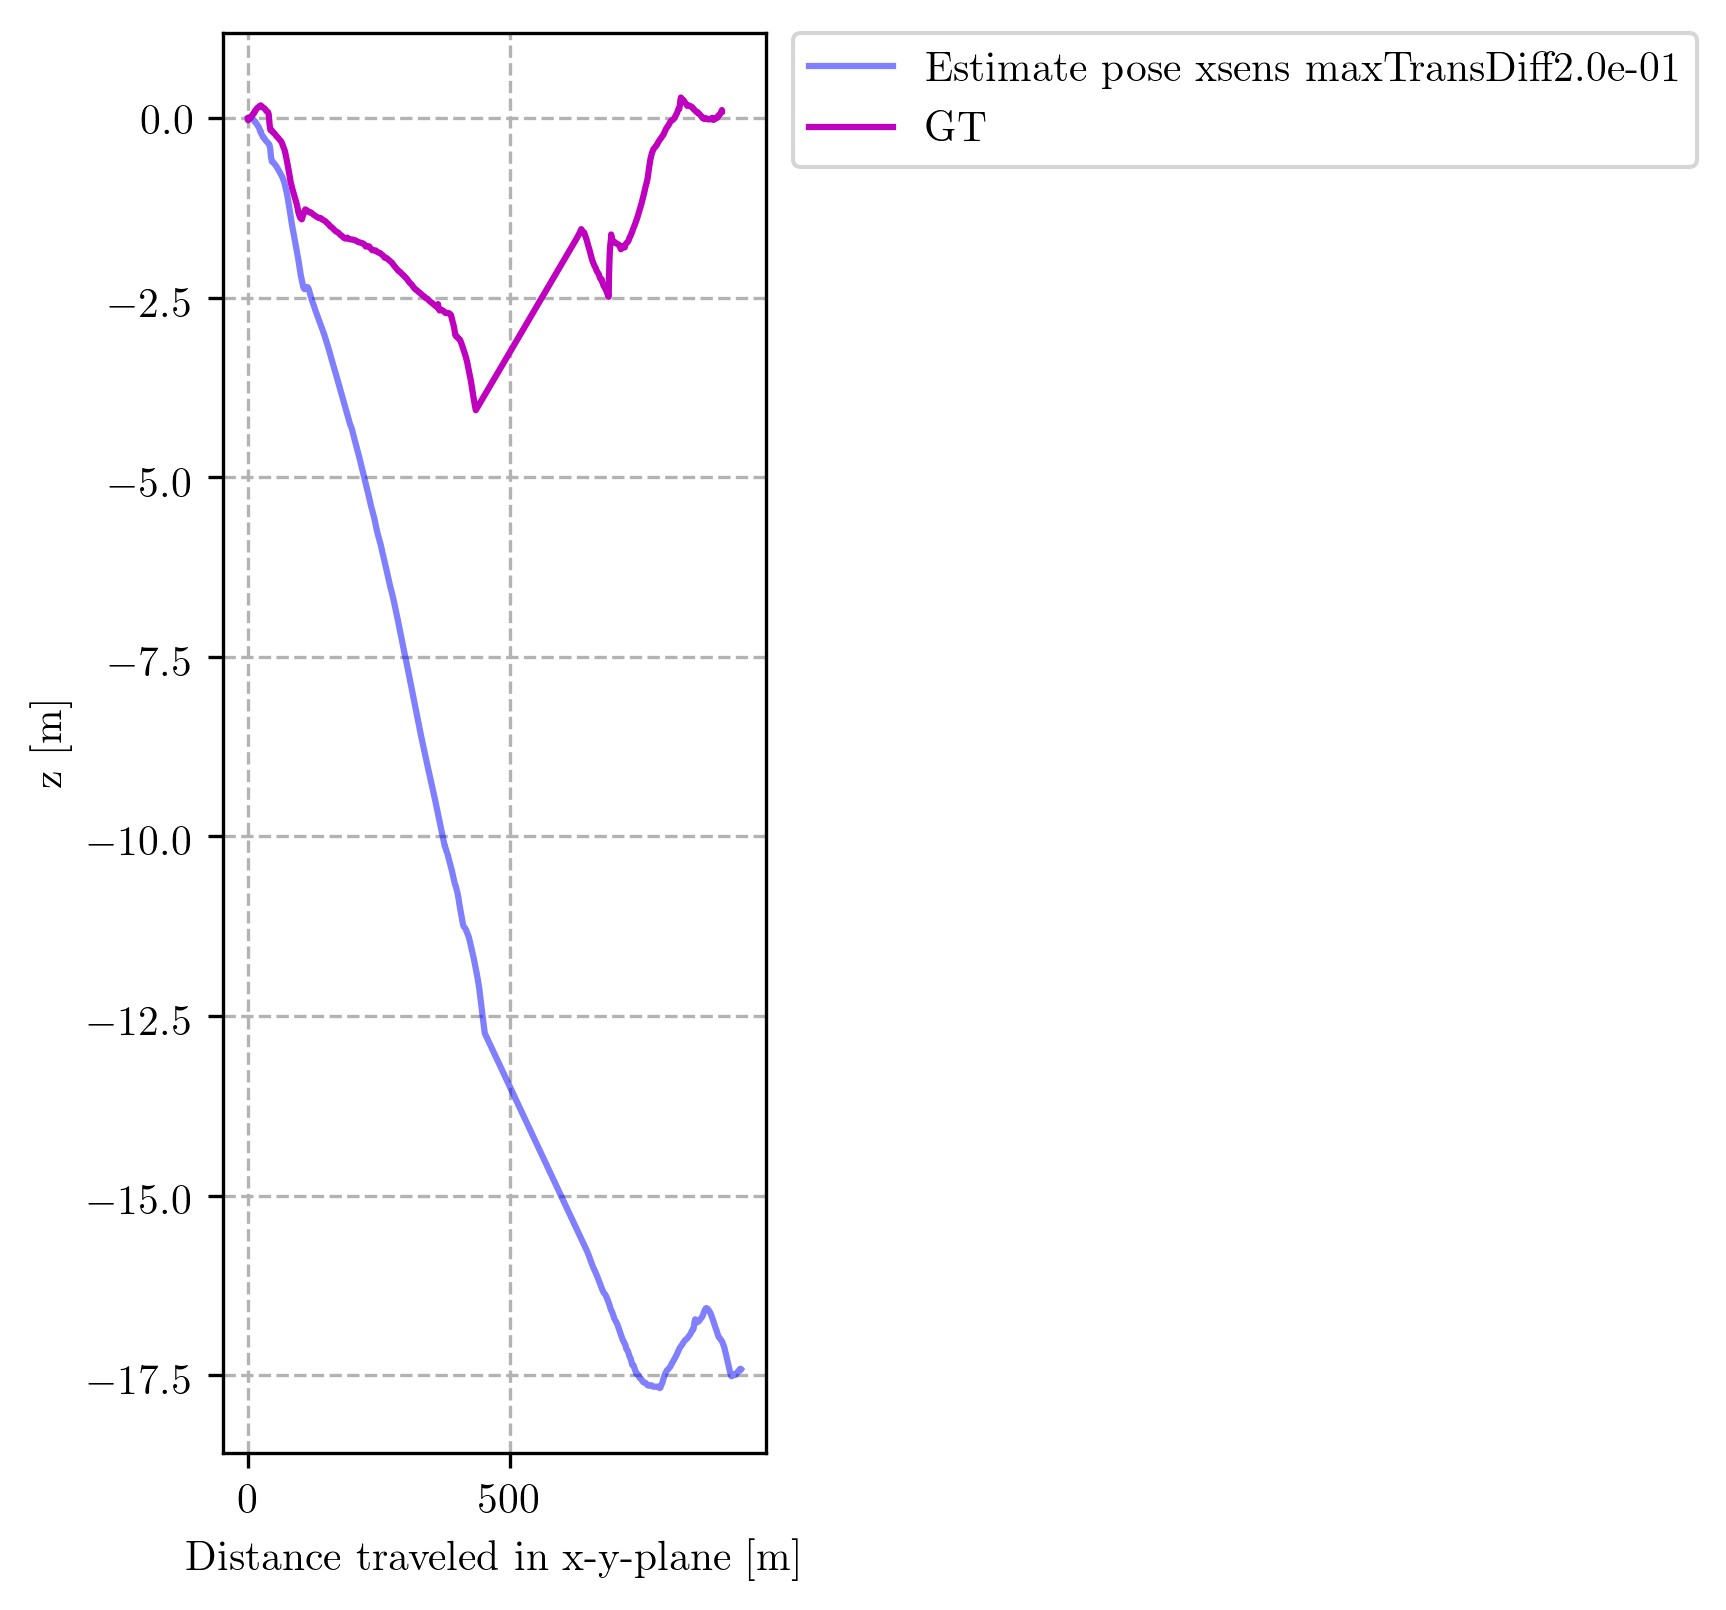 Estimate pose xsens maxTransDiff2.0e-01
GT
0.0
−2.5
−5.0
−7.5
−10.0
−12.5
−15.0
−17.5
z [m]
0 500
Distance traveled in x-y-plane [m]